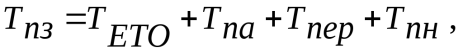 Tпз = TЕТО + Tпа + Tпер + Tпн ,